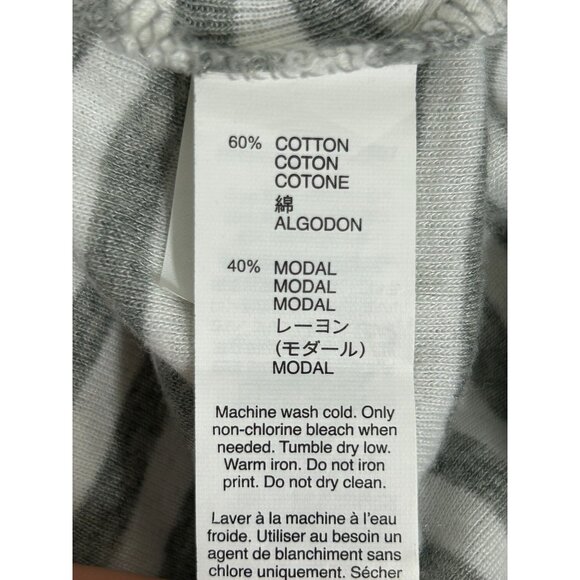 60% COTTON
COTON
COTONE
綿
ALGODON
40% MODAL
MODAL
MODAL
レーヨン
(モダール)
MODAL
Machine wash cold. Only
non-chlorine bleach when
needed. Tumble dry low.
Warm iron. Do not iron
print. Do not dry clean.
Laver à la machine à l'eau
froide. Utiliser au besoin un
agent de blanchiment sans
chlore uniquement. Sécher